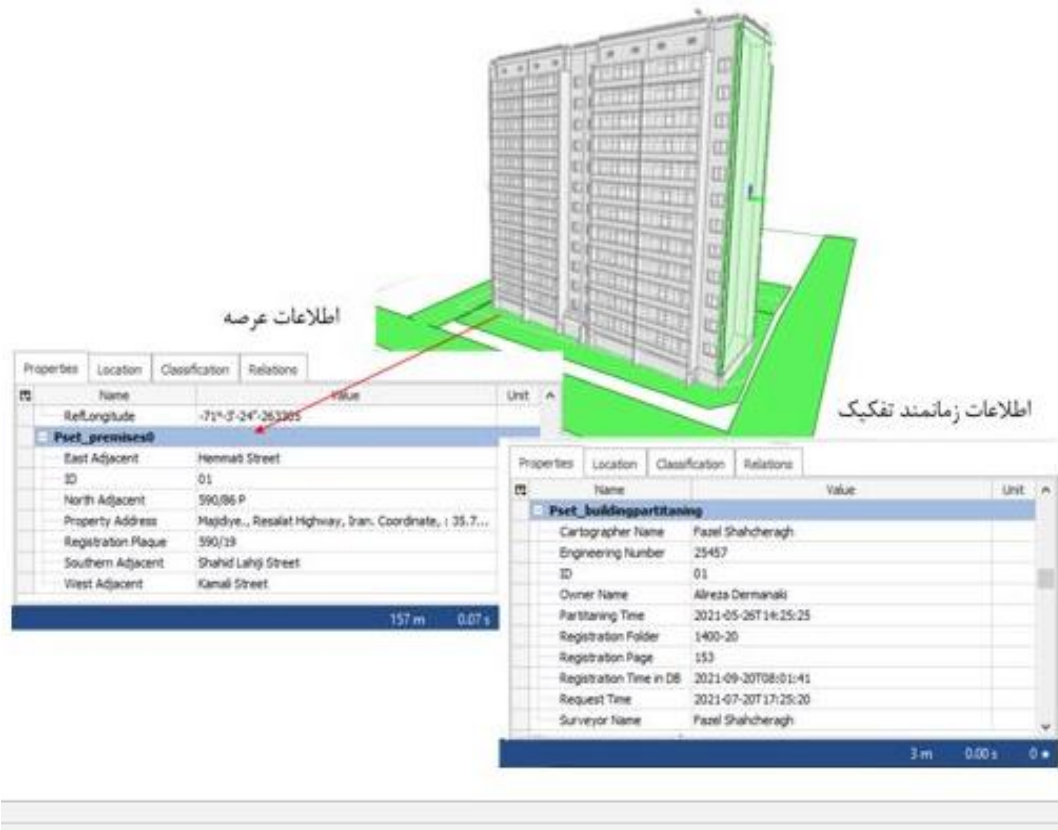 اطلاعات عرصه
Properties Location Classification Relations
Name Value Unit
RefLongitude -71°-3'-24"-263305
Pset_premises0
East Adjacent Hemmati Street
ID 01
North Adjacent 590/86 P
Property Address Majidiye., Resalat Highway, Iran. Coordinate, : 35.7...
Registration Plaque 590/19
Southern Adjacent Shahid Lahiji Street
West Adjacent Kamali Street
157 m 0.07 s
اطلاعات زمانمند تفکیک
Properties Location Classification Relations
Name Value Unit
Pset_buildingpartitaning
Cartographer Name Fazel Shahcheragh
Engineering Number 25457
ID 01
Owner Name Alireza Dermanaki
Partitaning Time 2021-05-26T14:25:25
Registration Folder 1400-20
Registration Page 153
Registration Time in DB 2021-09-20T08:01:41
Request Time 2021-07-20T17:25:20
Surveyor Name Fazel Shahcheragh
3 m 0.00 s 0